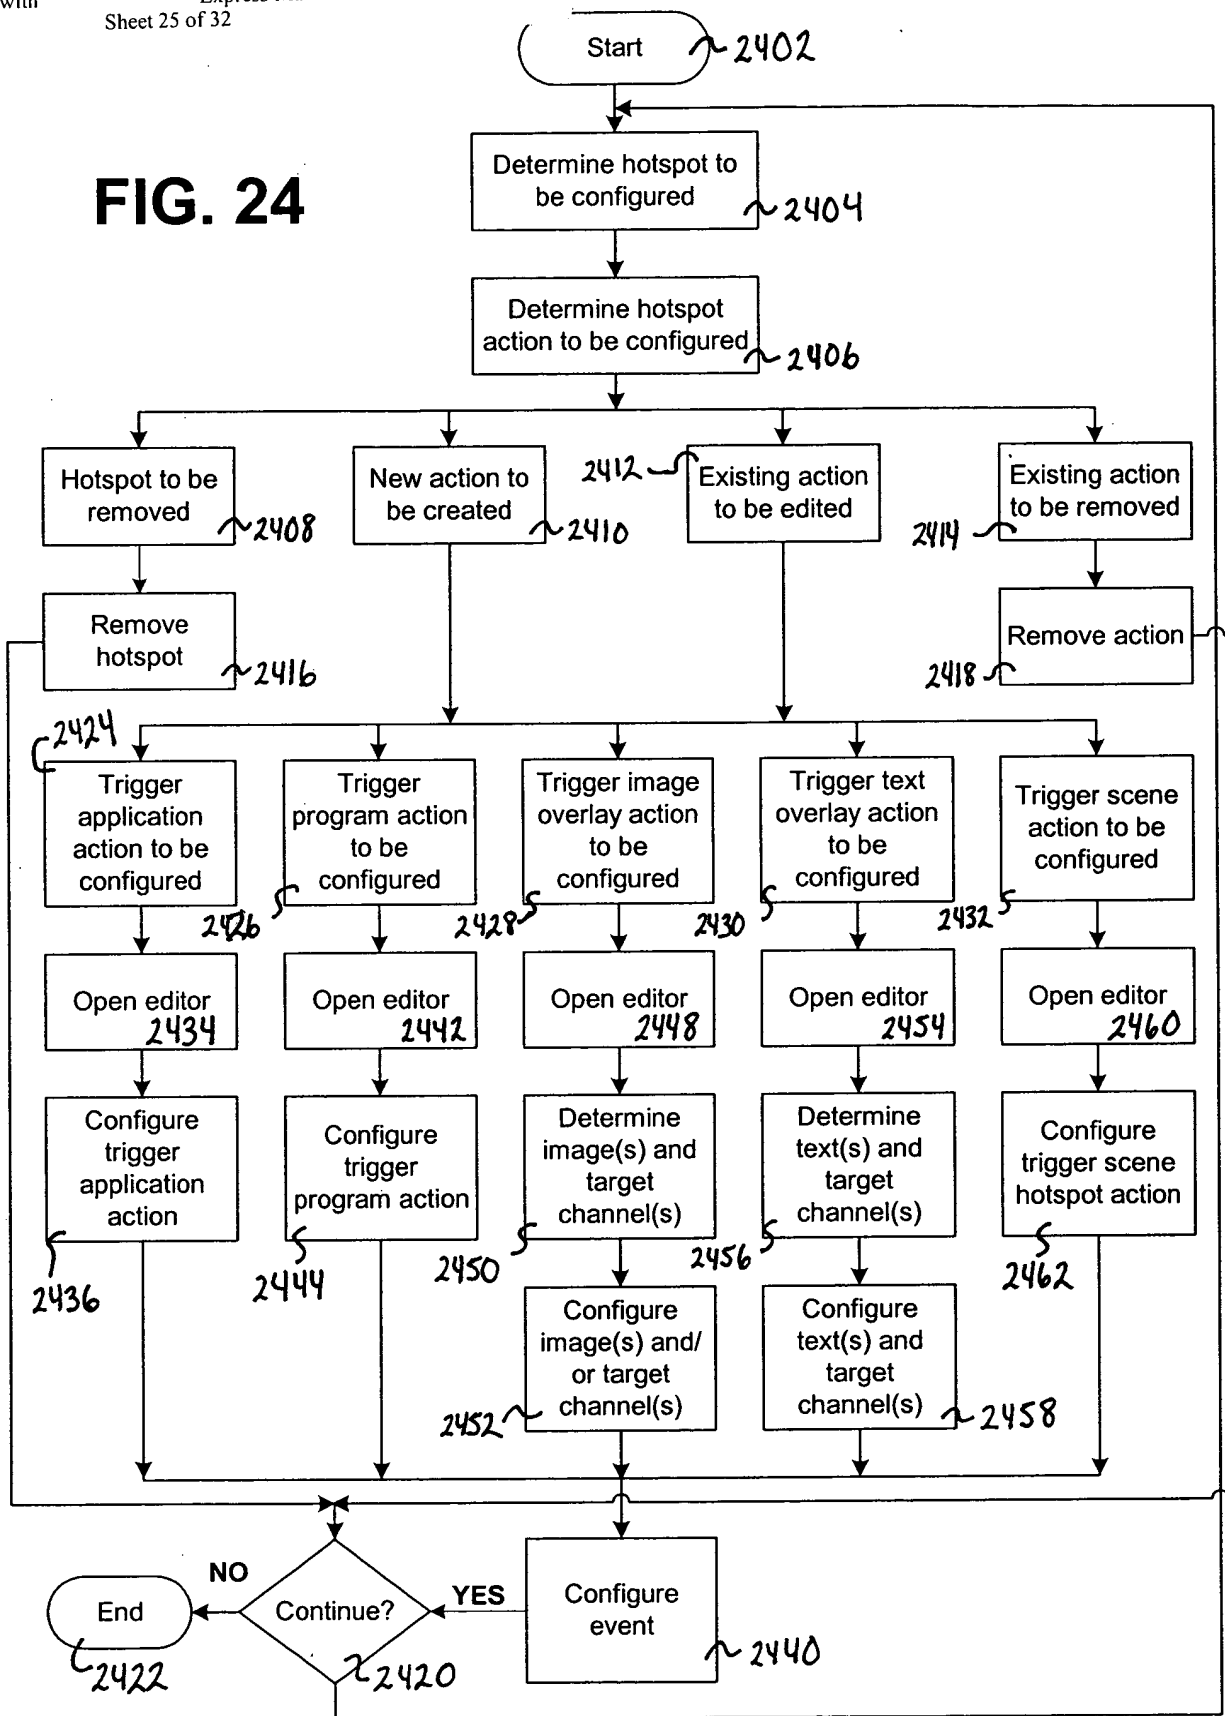 with
Sheet 25 of 32
Start
2402
FIG. 24
Determine hotspot to
be configured
2404
Determine hotspot
action to be configured
2406
Hotspot to be
removed
2408
New action to
be created
2410
2412
Existing action
to be edited
Existing action
to be removed
2414
Remove
hotspot
2416
Remove action
2418
2424
Trigger
application
action to be
configured
Trigger
program action
to be
configured
2426
Trigger image
overlay action
to be
configured
2428
Trigger text
overlay action
to be
configured
2430
Trigger scene
action to be
configured
2432
Open editor
2434
Open editor
2442
Open editor
2448
Open editor
2454
Open editor
2460
Configure
trigger
application
action
2436
Configure
trigger
program action
2444
Determine
image(s) and
target
channel(s)
2450
Determine
text(s) and
target
channel(s)
2456
Configure
trigger scene
hotspot action
2462
Configure
image(s) and/
or target
channel(s)
2452
Configure
text(s) and
target
channel(s)
2458
NO
End
2422
Continue?
2420
YES
Configure
event
2440